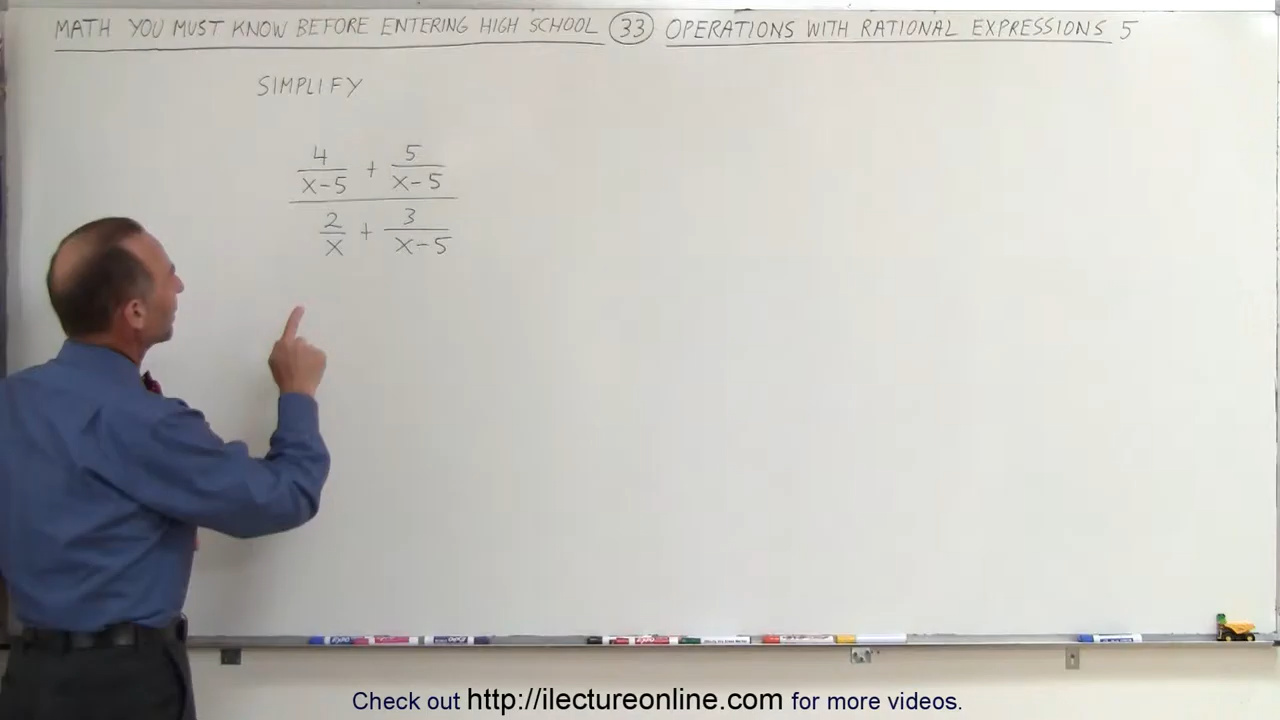 MATH YOU MUST KNOW BEFORE ENTERING HIGH SCHOOL 33 OPERATIONS WITH RATIONAL EXPRESSIONS 5
SIMPLIFY
4 5
— + —
x-5 x-5
2 3
— + —
x x-5
Check out http://ilectureonline.com for more videos.